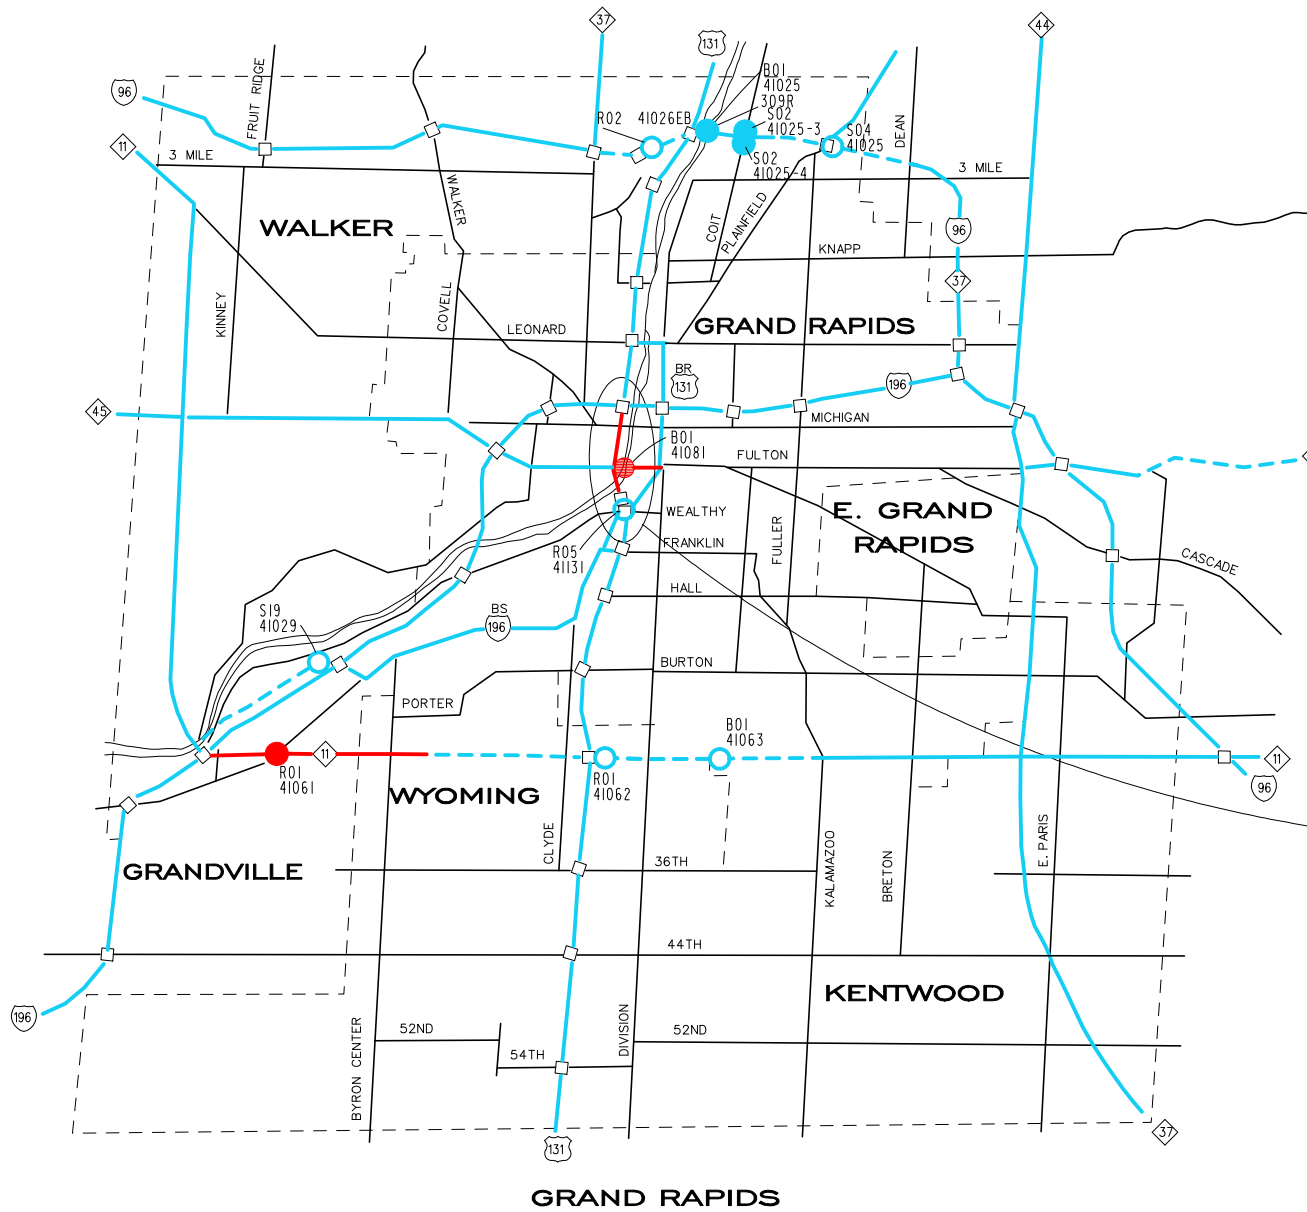 37
44
131
96
FRUIT RIDGE
B01
41025
309R
R02
41026EB
S02
41025-3
S04
41025
DEAN
11
3 MILE
S02
41025-4
3 MILE
WALKER
WALKER
COIT
PLAINFIELD
96
KNAPP
37
KINNEY
COVELL
LEONARD
GRAND RAPIDS
BR
131
196
45
MICHIGAN
B01
41081
FULTON
WEALTHY
E. GRAND
RAPIDS
FULLER
R05
41131
FRANKLIN
CASCADE
HALL
S19
41029
BS
196
BURTON
PORTER
B01
41063
11
11
R01
41061
R01
41062
96
WYOMING
CLYDE
E. PARIS
GRANDVILLE
36TH
KALAMAZOO
BRETON
44TH
KENTWOOD
196
BYRON CENTER
52ND
DIVISION
52ND
54TH
37
131
GRAND RAPIDS